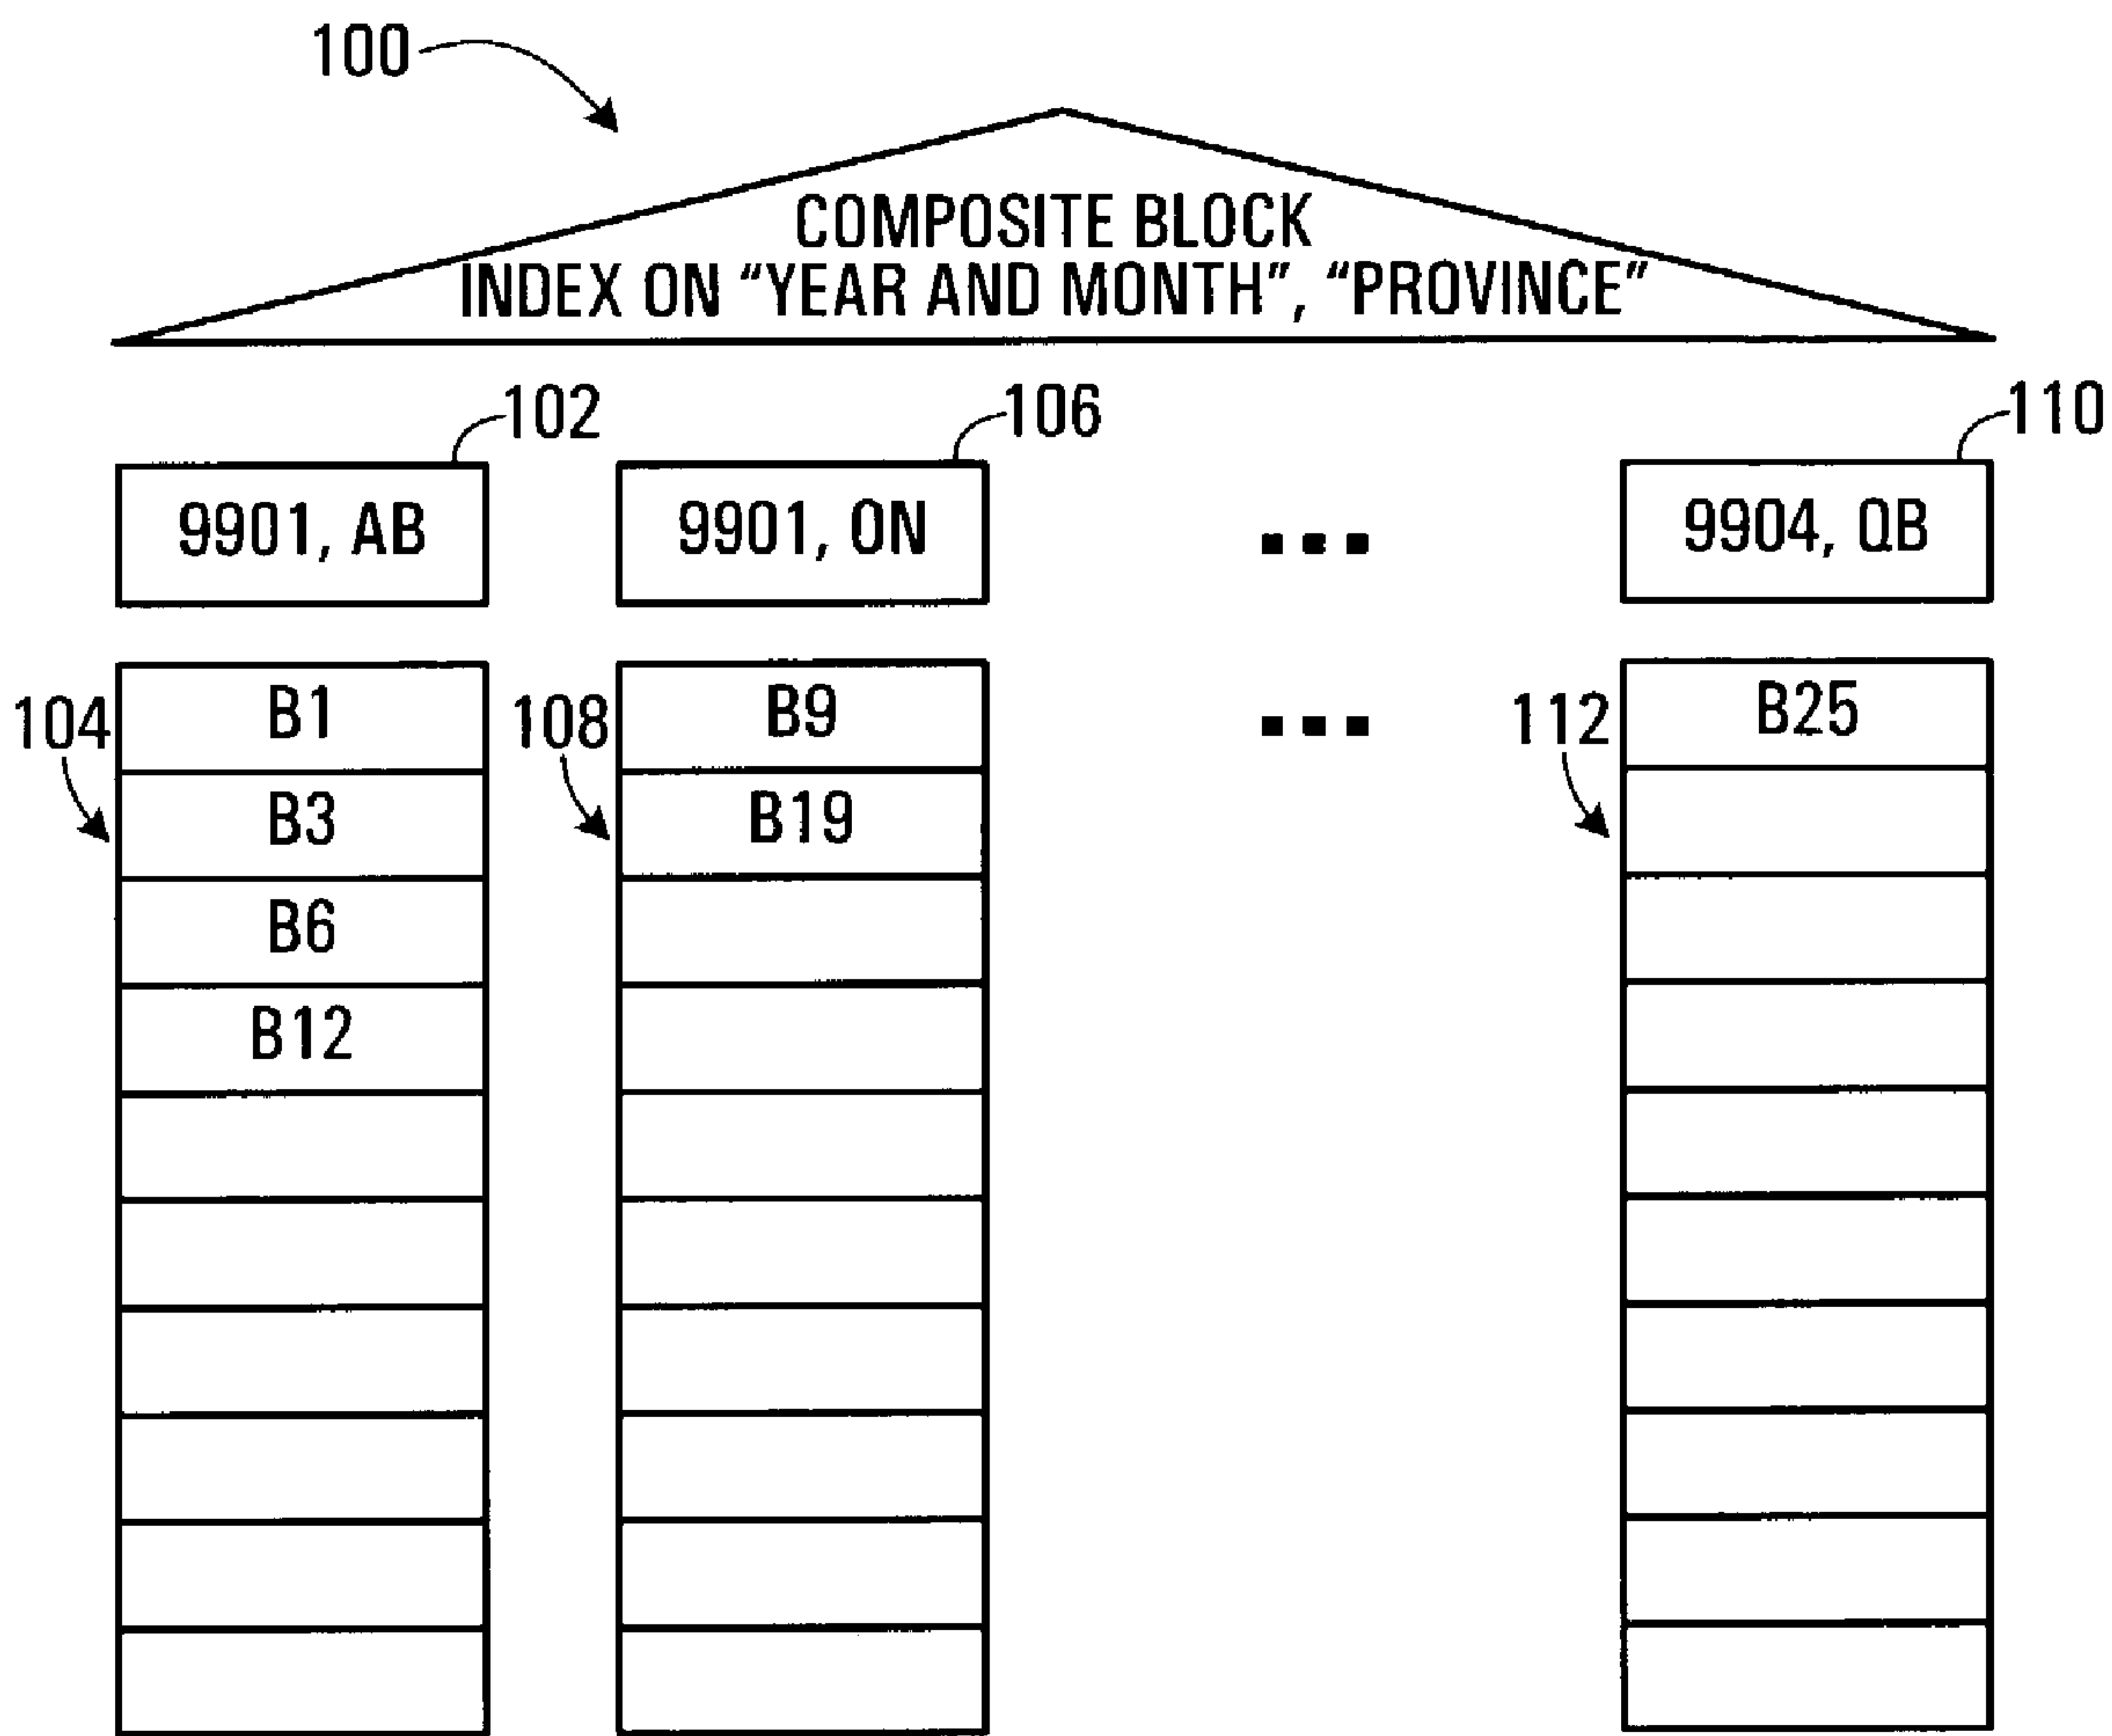 100
COMPOSITE BLOCK
INDEX ON “YEAR AND MONTH”, “PROVINCE”
102
106
110
9901, AB
9901, ON
...
9904, QB
104
B1
108
B9
...
112
B25
B3
B19
B6
B12